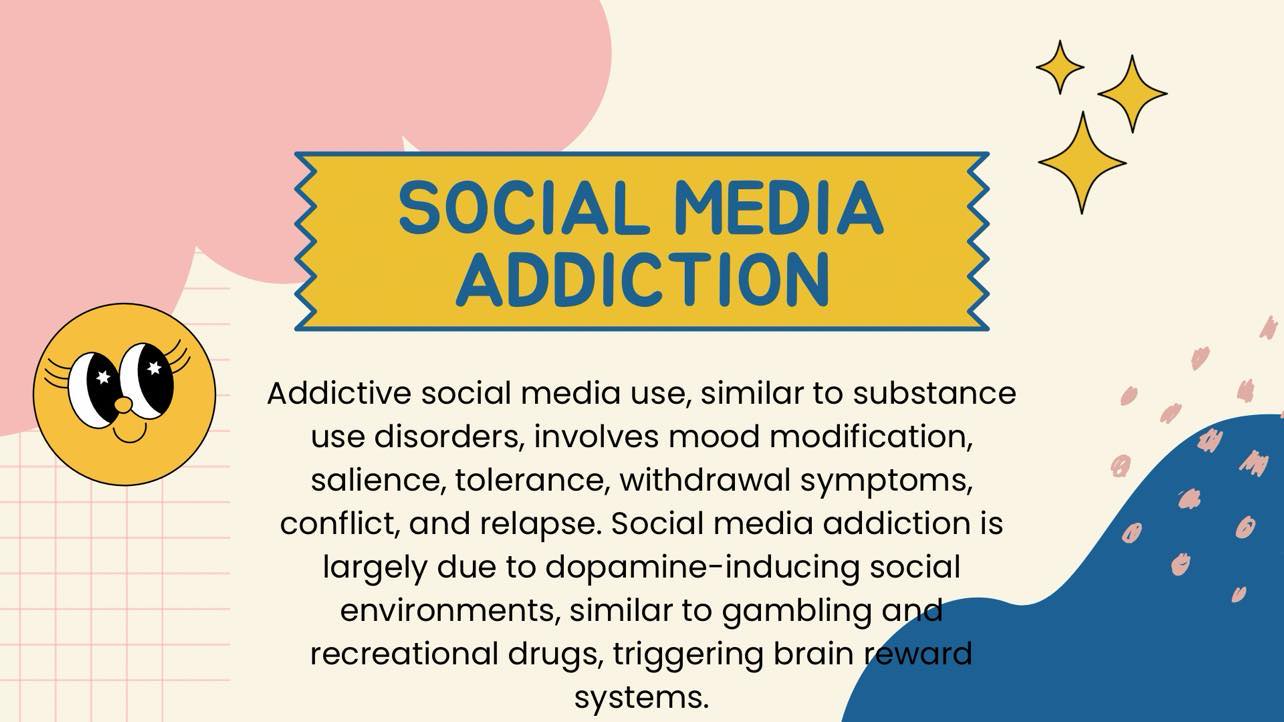 SOCIAL MEDIA
ADDICTION
Addictive social media use, similar to substance
use disorders, involves mood modification,
salience, tolerance, withdrawal symptoms,
conflict, and relapse. Social media addiction is
largely due to dopamine-inducing social
environments, similar to gambling and
recreational drugs, triggering brain reward
systems.